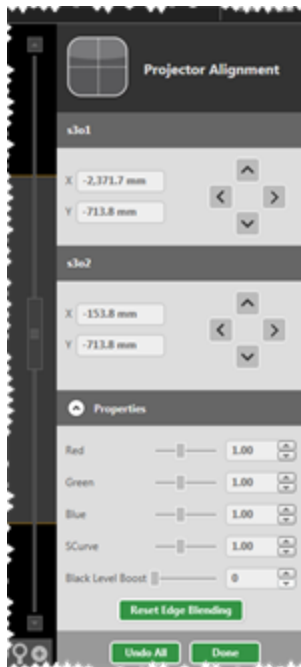 Projector Alignment
s3o1
X -2,371.7 mm
Y -713.8 mm
s3o2
X -153.8 mm
Y -713.8 mm
Properties
Red 1.00
Green 1.00
Blue 1.00
SCurve 1.00
Black Level Boost 0
Reset Edge Blending
Undo All Done